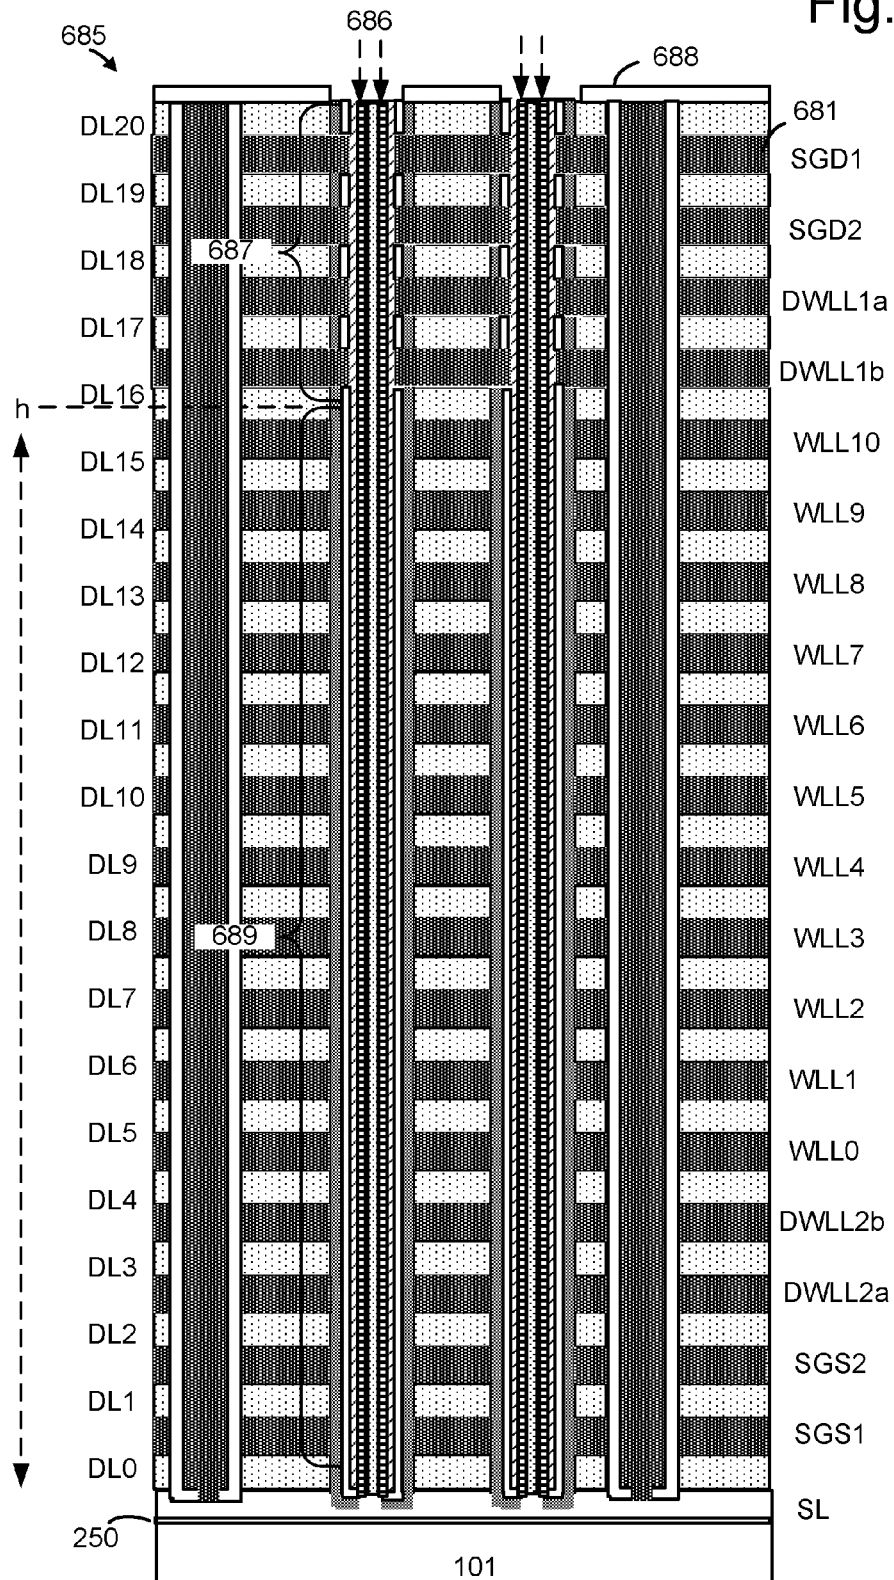 Fig.
685
686
688
681
DL20
SGD1
DL19
SGD2
687
DL18
DWLL1a
DL17
DWLL1b
DL16
h
WLL10
DL15
WLL9
DL14
WLL8
DL13
WLL7
DL12
WLL6
DL11
WLL5
DL10
WLL4
DL9
WLL3
DL8
689
WLL2
DL7
WLL1
DL6
WLL0
DL5
DWLL2b
DL4
DWLL2a
DL3
SGS2
DL2
SGS1
DL1
DL0
SL
250
101